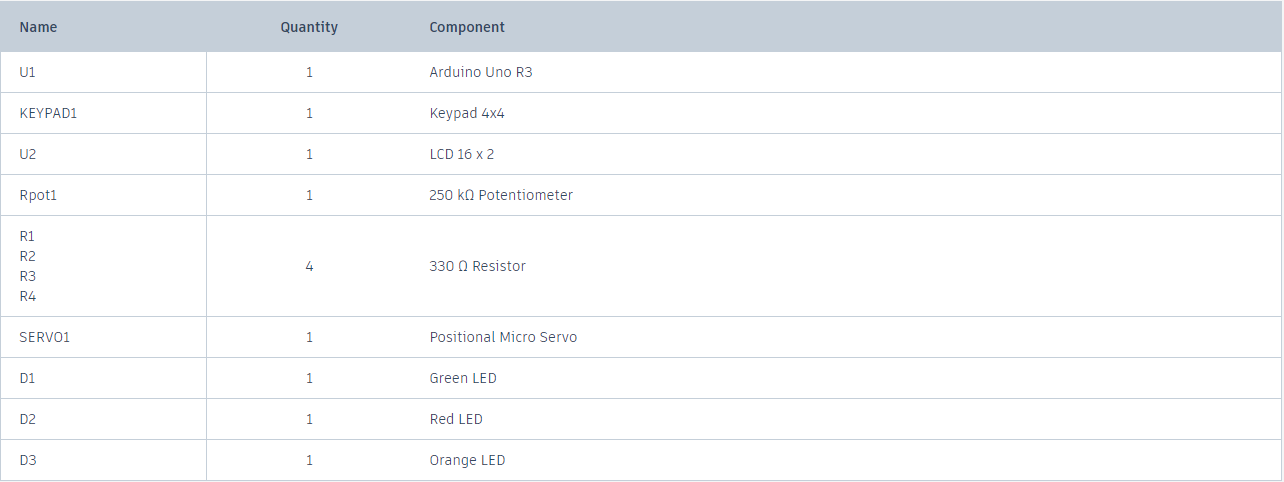 Name Quantity Component
U1 1 Arduino Uno R3
KEYPAD1 1 Keypad 4x4
U2 1 LCD 16 x 2
Rpot1 1 250 kΩ Potentiometer
R1
R2
R3
R4
4 330 Ω Resistor
SERVO1 1 Positional Micro Servo
D1 1 Green LED
D2 1 Red LED
D3 1 Orange LED